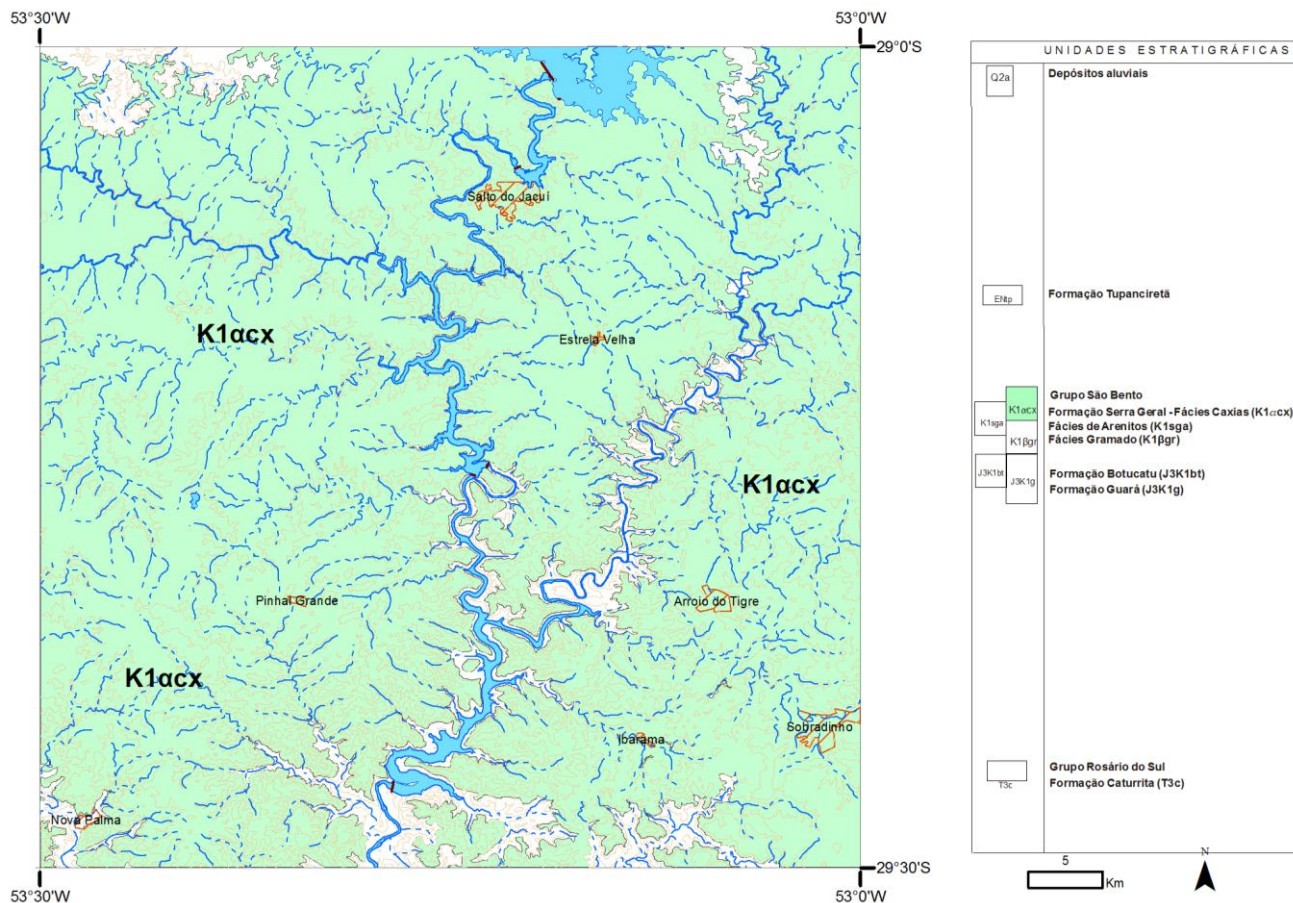 53°30'W
53°0'W
29°0'S
Salto do Jacuí
K1αcx
Estrela Velha
K1αcx
Pinhal Grande
Arroio do Tigre
K1αcx
Sobradinho
Ibarama
Nova Palma
29°30'S
53°30'W
53°0'W
UNIDADES ESTRATIGRÁFICAS
Q2a
Depósitos aluviais
ENtp
Formação Tupanciretã
Grupo São Bento
K1αcx
Formação Serra Geral -Fácies Caxias (K1αcx)
K1sga
Fácies de Arenitos (K1sga)
K1βgr
Fácies Gramado (K1βgr)
J3K1bt
Formação Botucatu (J3K1bt)
J3K1g
Formação Guará (J3K1g)
Grupo Rosário do Sul
T3c
Formação Caturrita (T3c)
5
Km
N